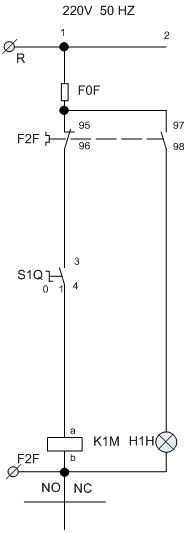 220V 50 HZ
1 2
R
F0F
95 97
F2F
96 98
3
S1Q
0 1 4
a
K1M H1H
b
F2F
NO NC